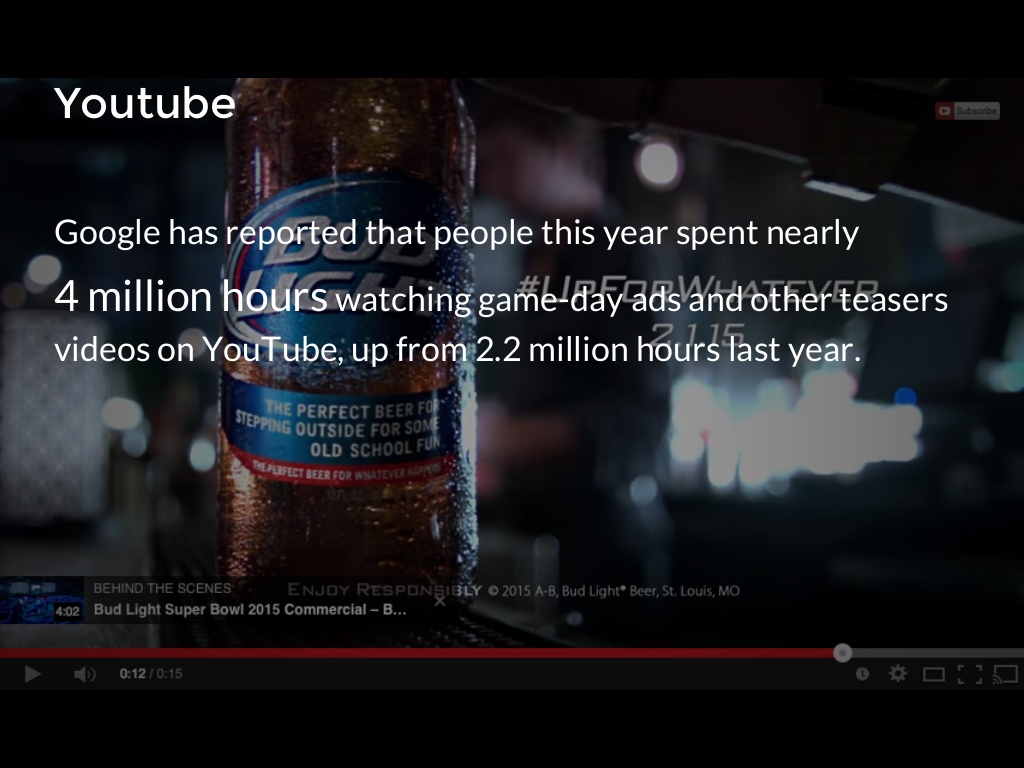 Youtube
Subscribe
Google has reported that people this year spent nearly
4 million hours watching game-day ads and other teasers
videos on YouTube, up from 2.2 million hours last year.
BUD
LIGHT
#UpForWhatever
2.1.15
THE PERFECT BEER FOR
STEPPING OUTSIDE FOR SOME
OLD SCHOOL FUN
THE PERFECT BEER FOR WHATEVER HAPPENS
BEHIND THE SCENES
4:02
Bud Light Super Bowl 2015 Commercial – B...
Enjoy Responsibly © 2015 A-B, Bud Light® Beer, St. Louis, MO
0:12 / 0:15